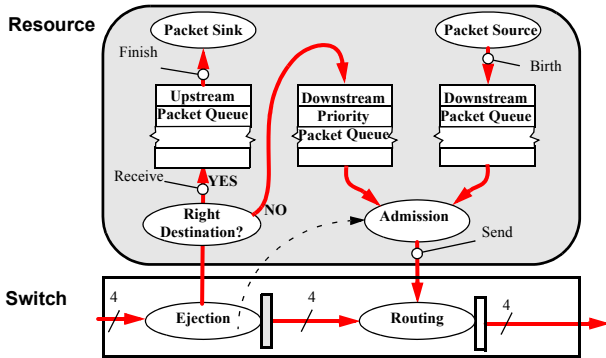 Resource
Packet Sink
Packet Source
Finish
Birth
Upstream
Packet Queue
Downstream
Priority
Packet Queue
Downstream
Packet Queue
Receive
YES
NO
Right
Destination?
Admission
Send
Switch
4
Ejection
4
Routing
4